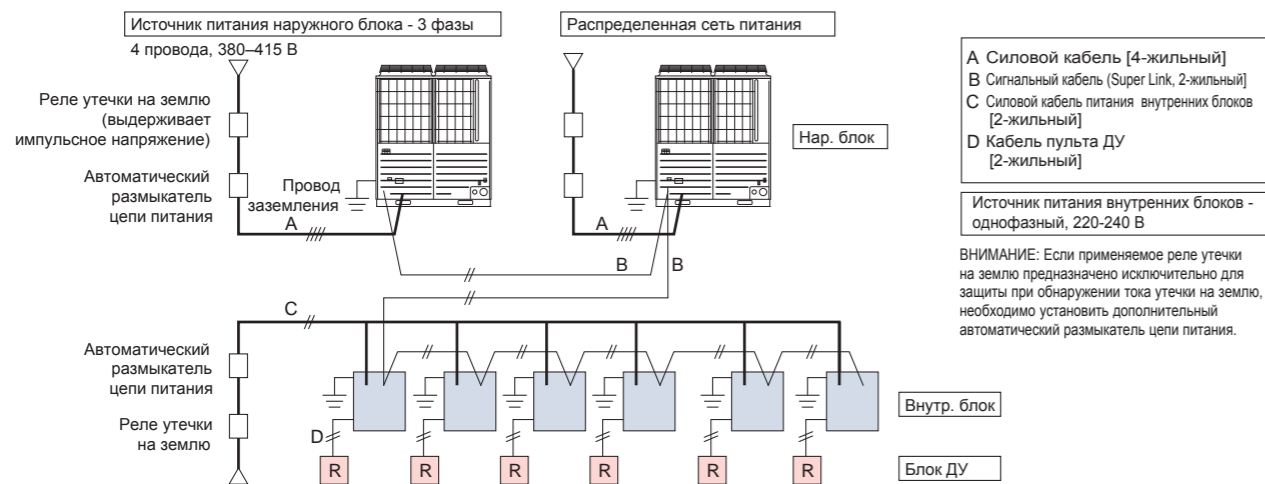 Источник питания наружного блока - 3 фазы
4 провода, 380–415 В
Распределенная сеть питания
Реле утечки на землю
(выдерживает
импульсное напряжение)
Автоматический
размыкатель
цепи питания
Провод
заземления
A
A
Нар. блок
B
B
A Силовой кабель [4-жильный]
B Сигнальный кабель (Super Link, 2-жильный]
C Силовой кабель питания внутренних блоков
[2-жильный]
D Кабель пульта ДУ
[2-жильный]
Источник питания внутренних блоков -
однофазный, 220-240 В
ВНИМАНИЕ: Если применяемое реле утечки
на землю предназначено исключительно для
защиты при обнаружении тока утечки на землю,
необходимо установить дополнительный
автоматический размыкатель цепи питания.
C
Автоматический
размыкатель
цепи питания
Реле утечки
на землю
D
Внутр. блок
R
R
R
R
R
R
Блок ДУ